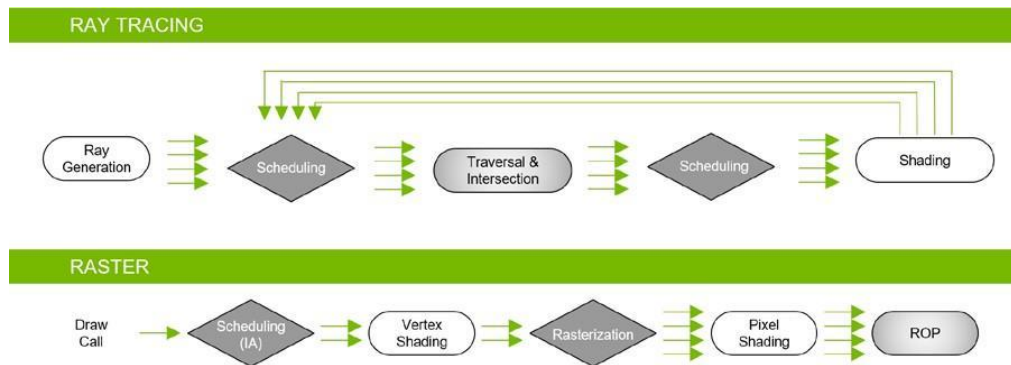 RAY TRACING
Ray
Generation
Scheduling
Traversal &
Intersection
Scheduling
Shading
RASTER
Draw
Call
Scheduling
(IA)
Vertex
Shading
Rasterization
Pixel
Shading
ROP